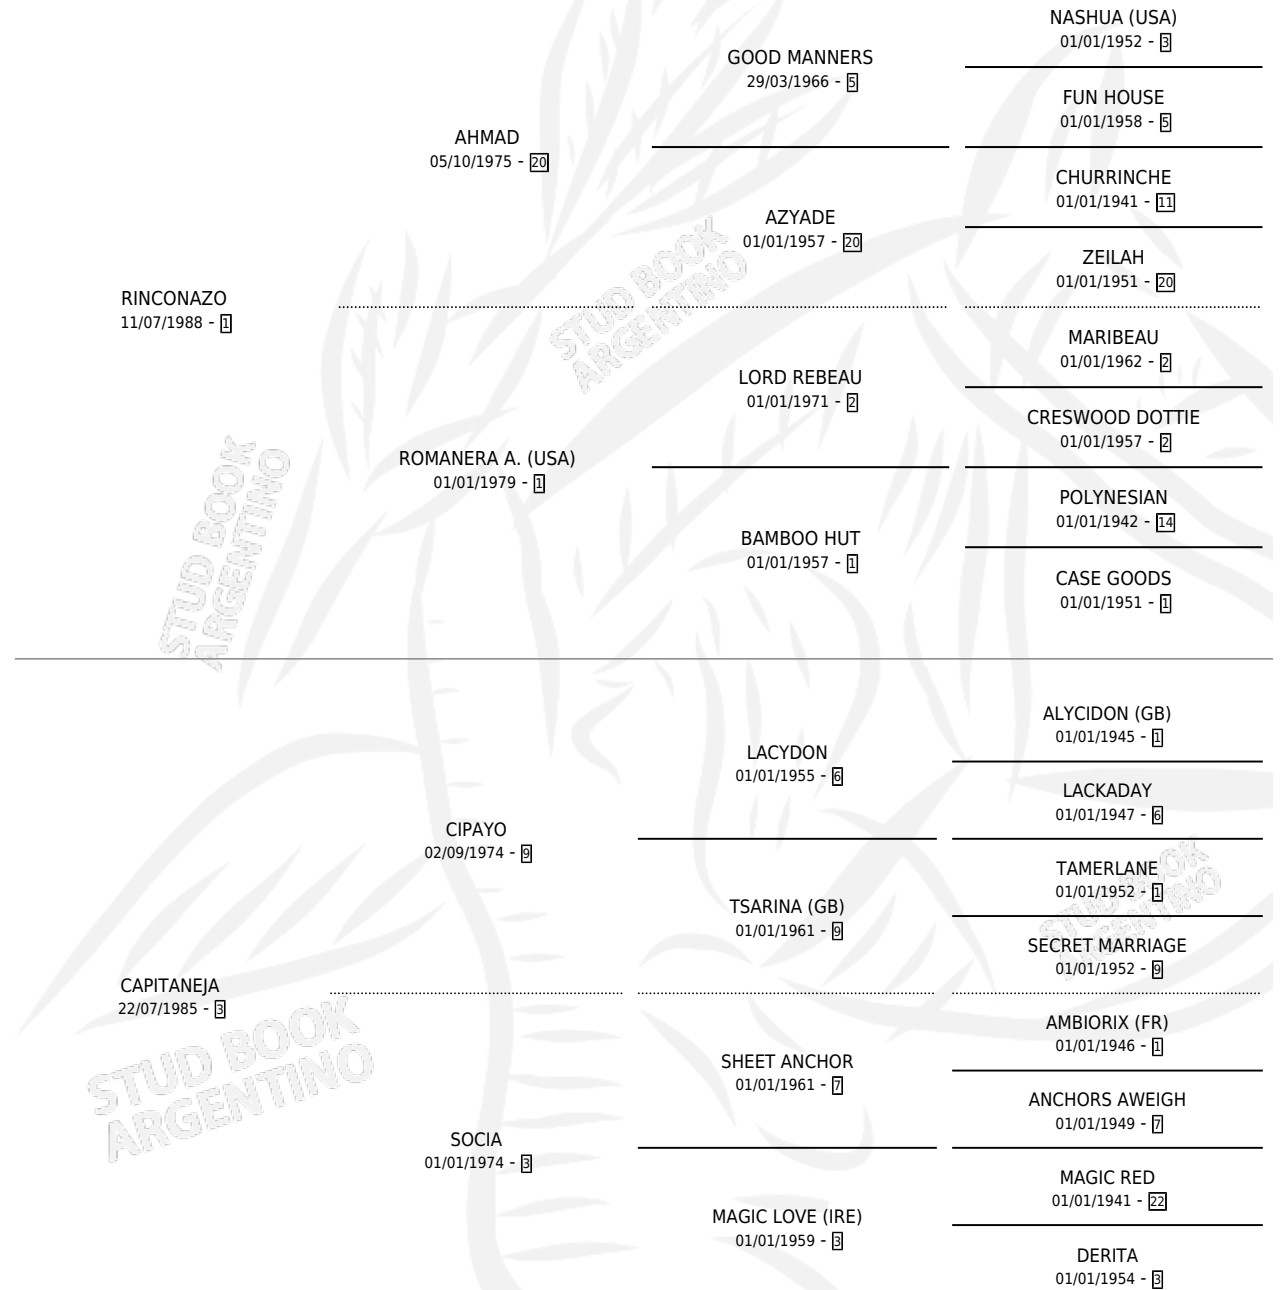 NASHUA (USA)
01/01/1952 - 3
GOOD MANNERS
29/03/1966 - 5
FUN HOUSE
01/01/1958 - 5
AHMAD
05/10/1975 - 20
CHURRINCHE
01/01/1941 - 11
AZYADE
01/01/1957 - 20
ZEILAH
01/01/1951 - 20
RINCONAZO
11/07/1988 - 1
MARIBEAU
01/01/1962 - 2
LORD REBEAU
01/01/1971 - 2
CRESWOOD DOTTIE
01/01/1957 - 2
ROMANERA A. (USA)
01/01/1979 - 1
POLYNESIAN
01/01/1942 - 14
BAMBOO HUT
01/01/1957 - 1
CASE GOODS
01/01/1951 - 1
STUD BOOK
ARGENTINO
STUD BOOK
ARGENTINO
ALYCIDON (GB)
01/01/1945 - 1
LACYDON
01/01/1955 - 6
LACKADAY
01/01/1947 - 6
CIPAYO
02/09/1974 - 9
TAMERLANE
01/01/1952 - 1
TSARINA (GB)
01/01/1961 - 9
SECRET MARRIAGE
01/01/1952 - 9
CAPITANEJA
22/07/1985 - 3
AMBIORIX (FR)
01/01/1946 - 1
SHEET ANCHOR
01/01/1961 - 7
ANCHORS AWEIGH
01/01/1949 - 7
SOCIA
01/01/1974 - 3
MAGIC RED
01/01/1941 - 22
MAGIC LOVE (IRE)
01/01/1959 - 3
DERITA
01/01/1954 - 3
STUD BOOK
ARGENTINO
STUD BOOK
ARGENTINO